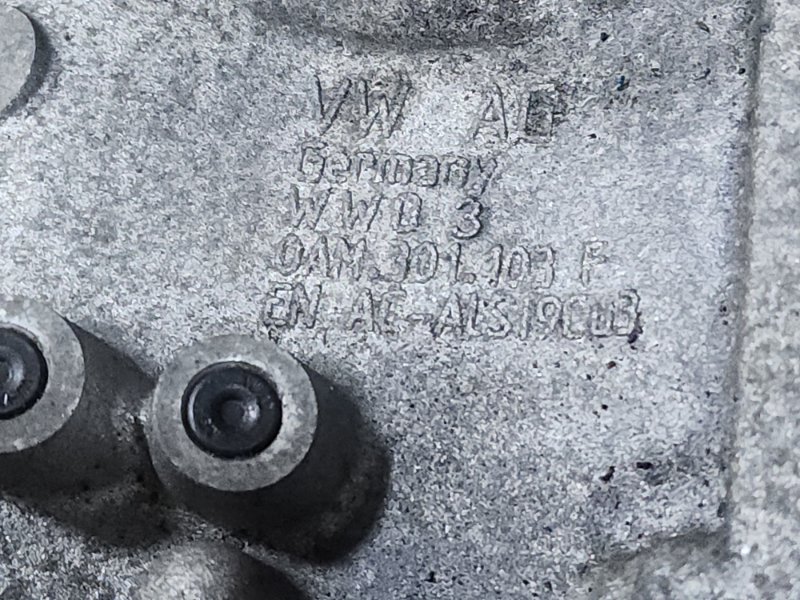 VW AG
Germany
WWD 3
0AM.301.103 F
EN AC-ALSI9CU3